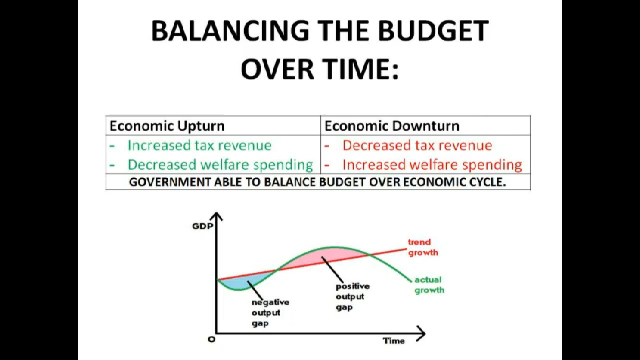 BALANCING THE BUDGET
OVER TIME:
Economic Upturn
- Increased tax revenue
- Decreased welfare spending
Economic Downturn
- Decreased tax revenue
- Increased welfare spending
GOVERNMENT ABLE TO BALANCE BUDGET OVER ECONOMIC CYCLE.
GDP
trend
growth
actual
growth
positive
output
gap
negative
output
gap
O
Time